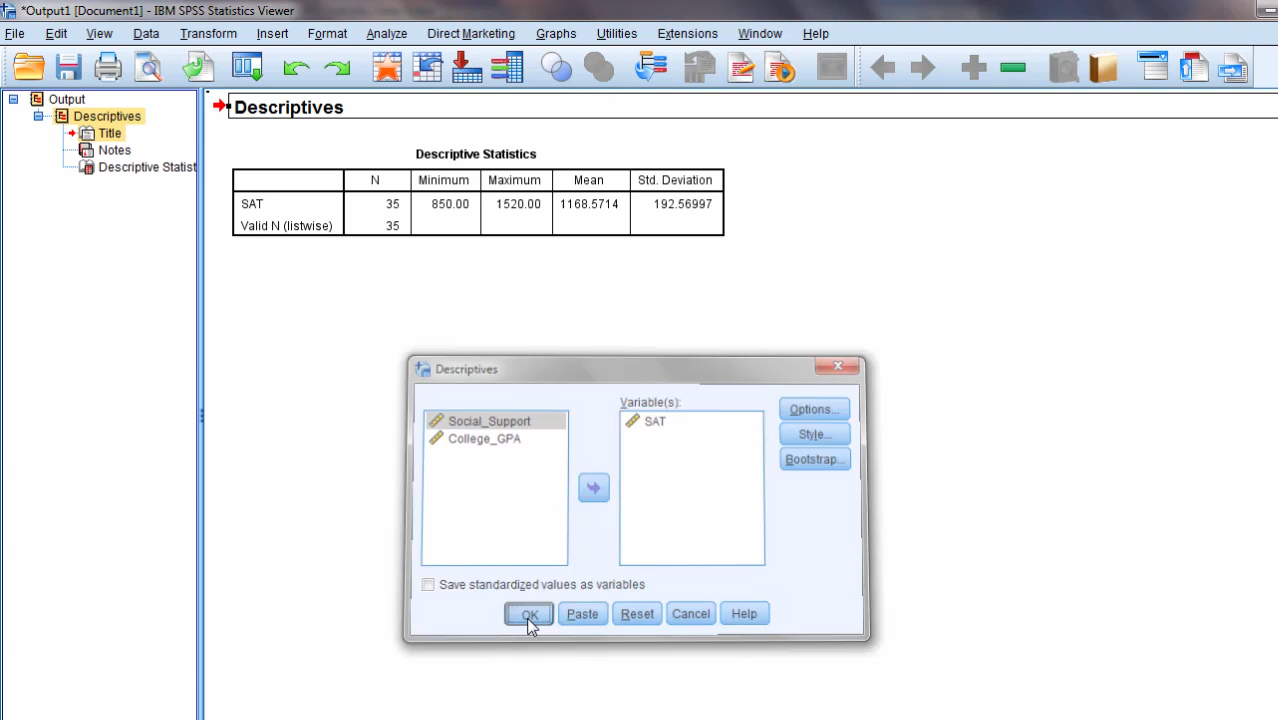 *Output1 [Document1] - IBM SPSS Statistics Viewer
File Edit View Data Transform Insert Format Analyze Direct Marketing Graphs Utilities Extensions Window Help
Output
Descriptives
Title
Notes
Descriptive Statist
Descriptives
Descriptive Statistics
N Minimum Maximum Mean Std. Deviation
SAT 35 850.00 1520.00 1168.5714 192.56997
Valid N (listwise) 35
Descriptives
Variable(s):
Social_Support
College_GPA
SAT
Options...
Style...
Bootstrap...
Save standardized values as variables
OK Paste Reset Cancel Help